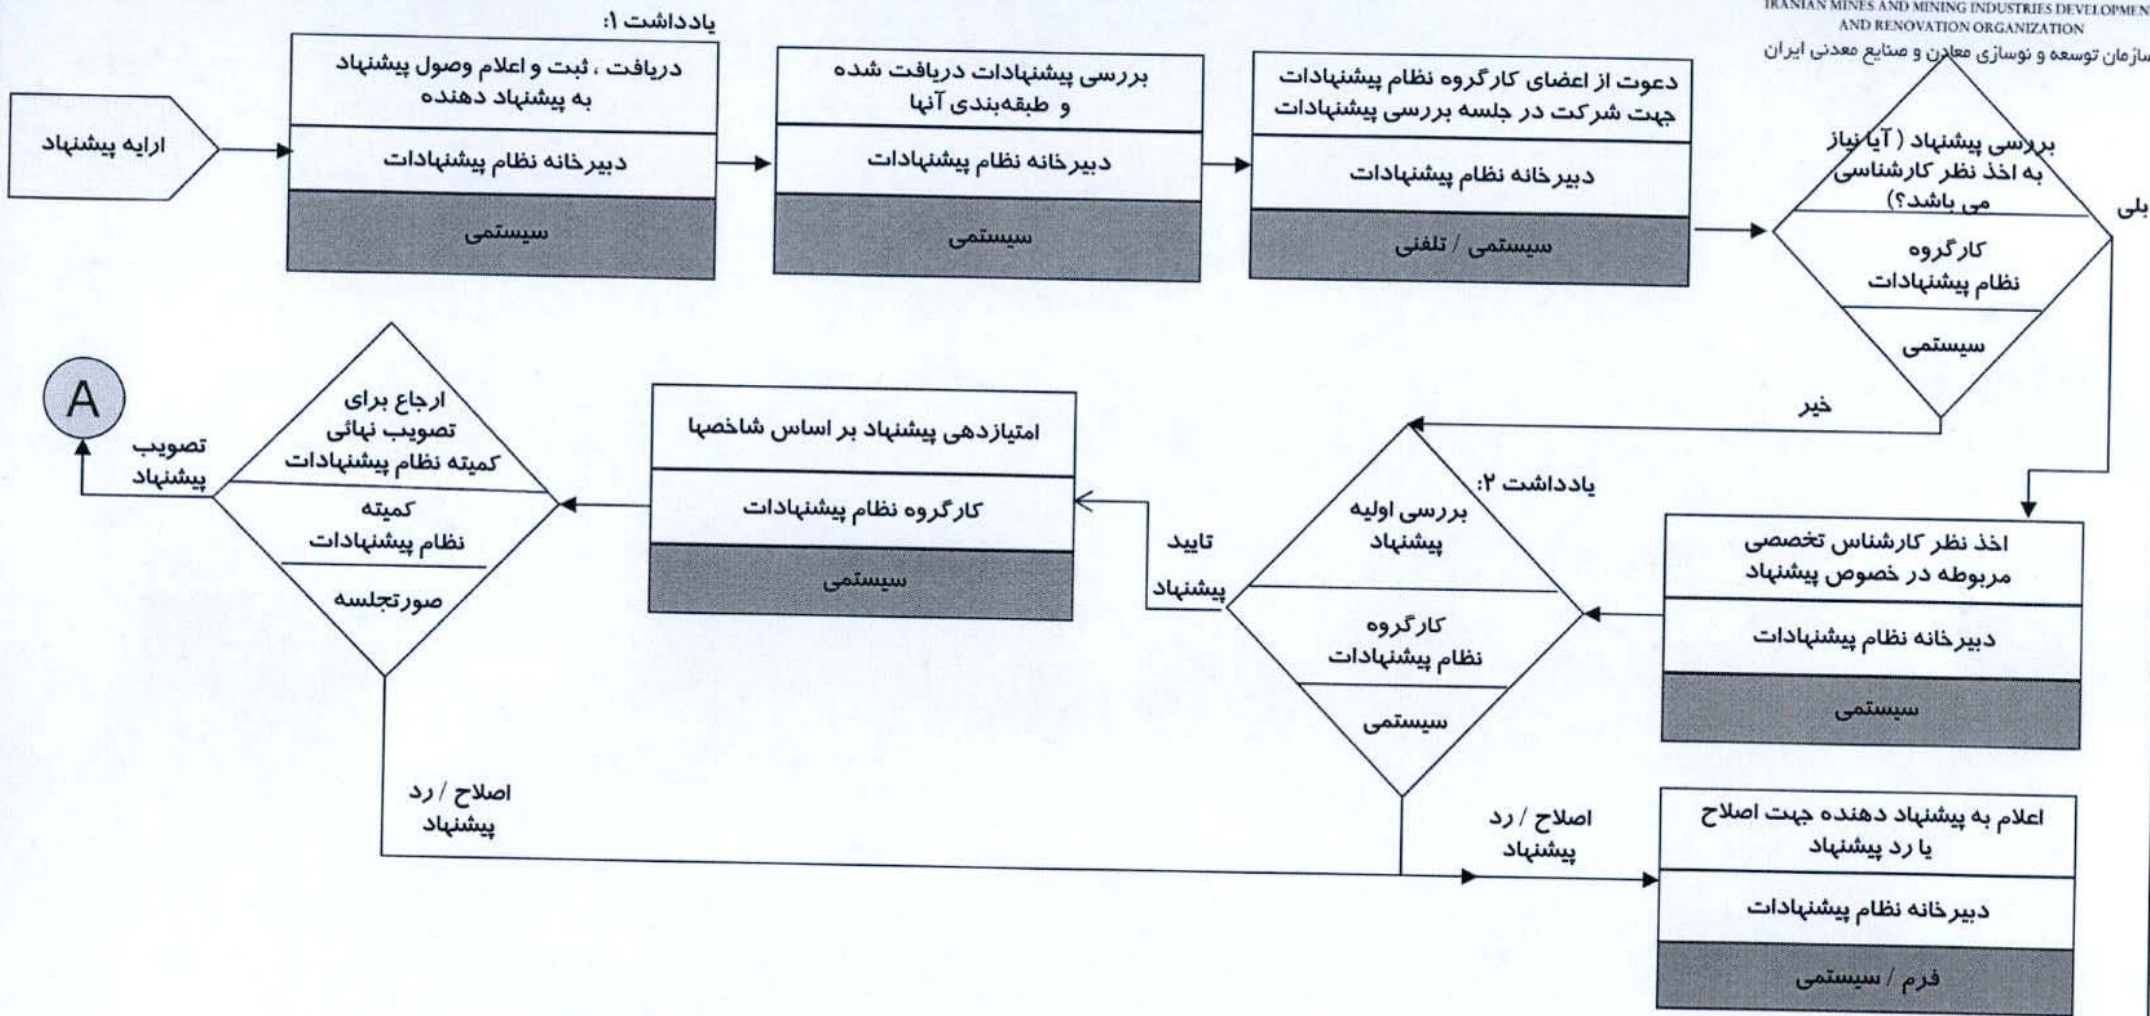 IRANIAN MINES AND MINING INDUSTRIES DEVELOPMEN
AND RENOVATION ORGANIZATION
سازمان توسعه و نوسازی معادن و صنایع معدنی ایران
ارایه پیشنهاد
یادداشت ۱:
دریافت ، ثبت و اعلام وصول پیشنهاد
به پیشنهاد دهنده
دبیرخانه نظام پیشنهادات
سیستمی
بررسی پیشنهادات دریافت شده
و طبقه‌بندی آنها
دبیرخانه نظام پیشنهادات
سیستمی
دعوت از اعضای کارگروه نظام پیشنهادات
جهت شرکت در جلسه بررسی پیشنهادات
دبیرخانه نظام پیشنهادات
سیستمی / تلفنی
بررسی پیشنهاد ( آیا نیاز
به اخذ نظر کارشناسی
می باشد؟)
کارگروه
نظام پیشنهادات
سیستمی
بلی
خیر
اخذ نظر کارشناس تخصصی
مربوطه در خصوص پیشنهاد
دبیرخانه نظام پیشنهادات
سیستمی
یادداشت ۲:
بررسی اولیه
پیشنهاد
کارگروه
نظام پیشنهادات
سیستمی
تایید
پیشنهاد
امتیازدهی پیشنهاد بر اساس شاخصها
کارگروه نظام پیشنهادات
سیستمی
ارجاع برای
تصویب نهائی
کمیته نظام پیشنهادات
کمیته
نظام پیشنهادات
صورتجلسه
تصویب
پیشنهاد
A
اصلاح / رد
پیشنهاد
اصلاح / رد
پیشنهاد
اعلام به پیشنهاد دهنده جهت اصلاح
یا رد پیشنهاد
دبیرخانه نظام پیشنهادات
فرم / سیستمی